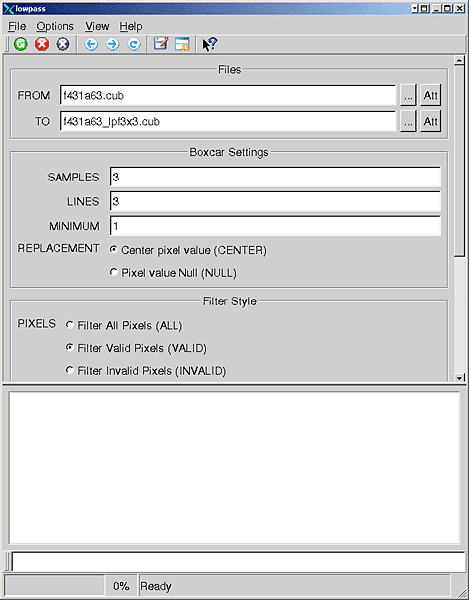 lowpass
File Options View Help
Files
FROM f431a63.cub ... Att
TO f431a63_lpf3x3.cub ... Att
Boxcar Settings
SAMPLES 3
LINES 3
MINIMUM 1
REPLACEMENT Center pixel value (CENTER)
Pixel value Null (NULL)
Filter Style
PIXELS Filter All Pixels (ALL)
Filter Valid Pixels (VALID)
Filter Invalid Pixels (INVALID)
0% Ready